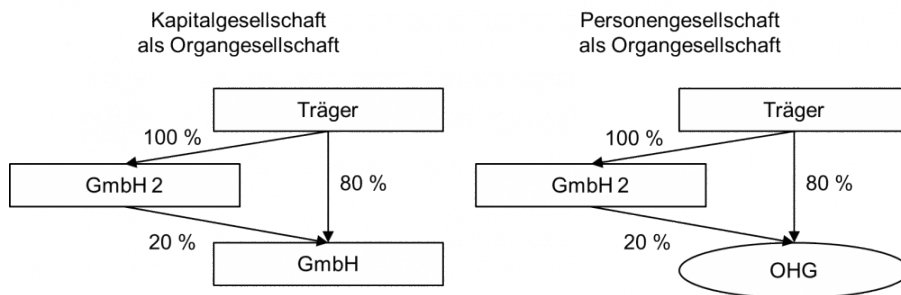 Kapitalgesellschaft
als Organgesellschaft
Träger
100 %
GmbH 2
80 %
20 %
GmbH
Personengesellschaft
als Organgesellschaft
Träger
100 %
GmbH 2
80 %
20 %
OHG